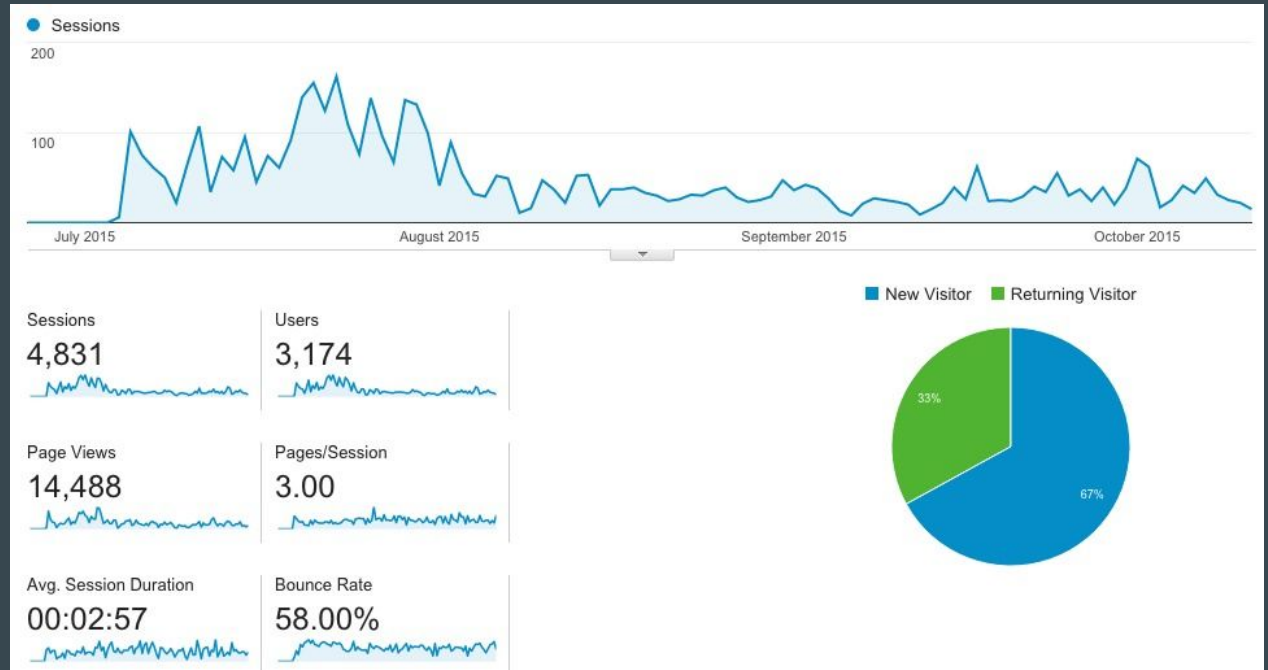 Sessions
200
100
July 2015 August 2015 September 2015 October 2015
New Visitor Returning Visitor
Sessions Users
4,831 3,174
33%
Page Views Pages/Session
14,488 3.00
67%
Avg. Session Duration Bounce Rate
00:02:57 58.00%